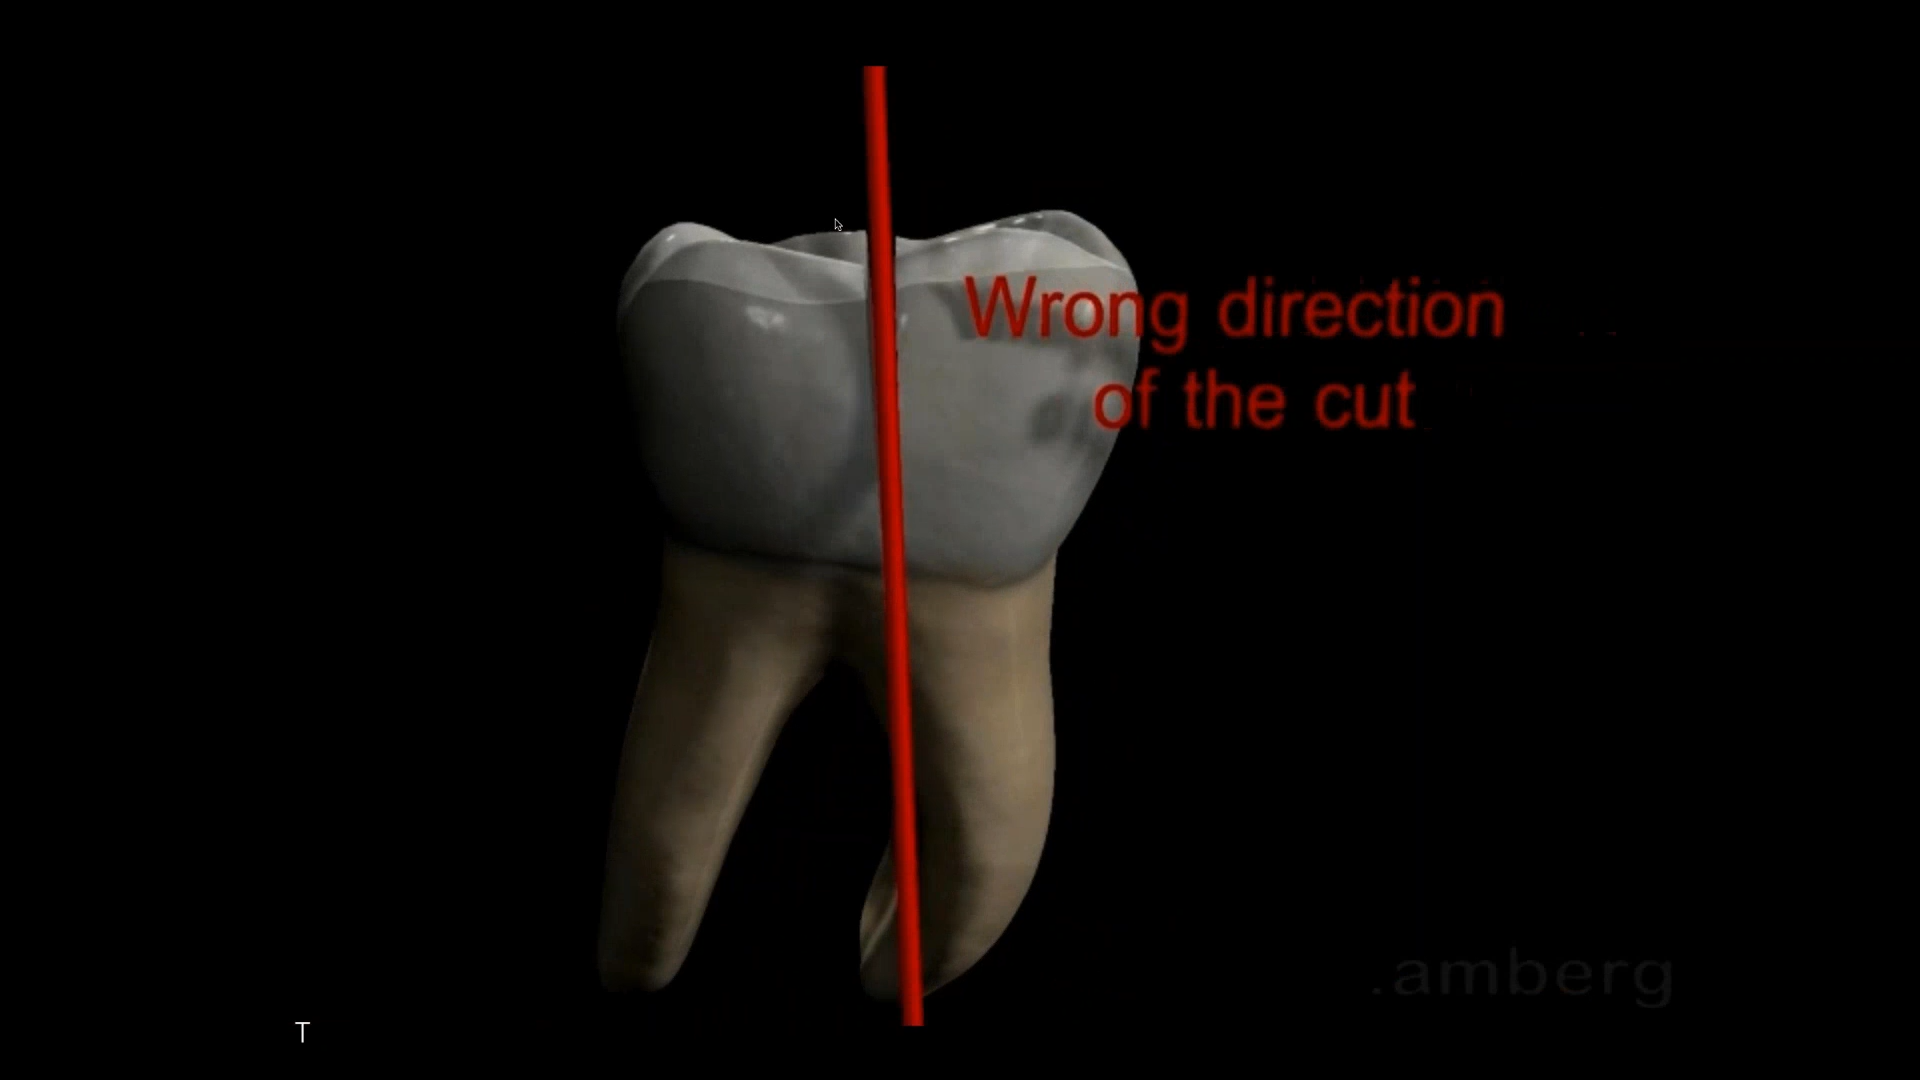 Wrong direction
of the cut
.amberg
T